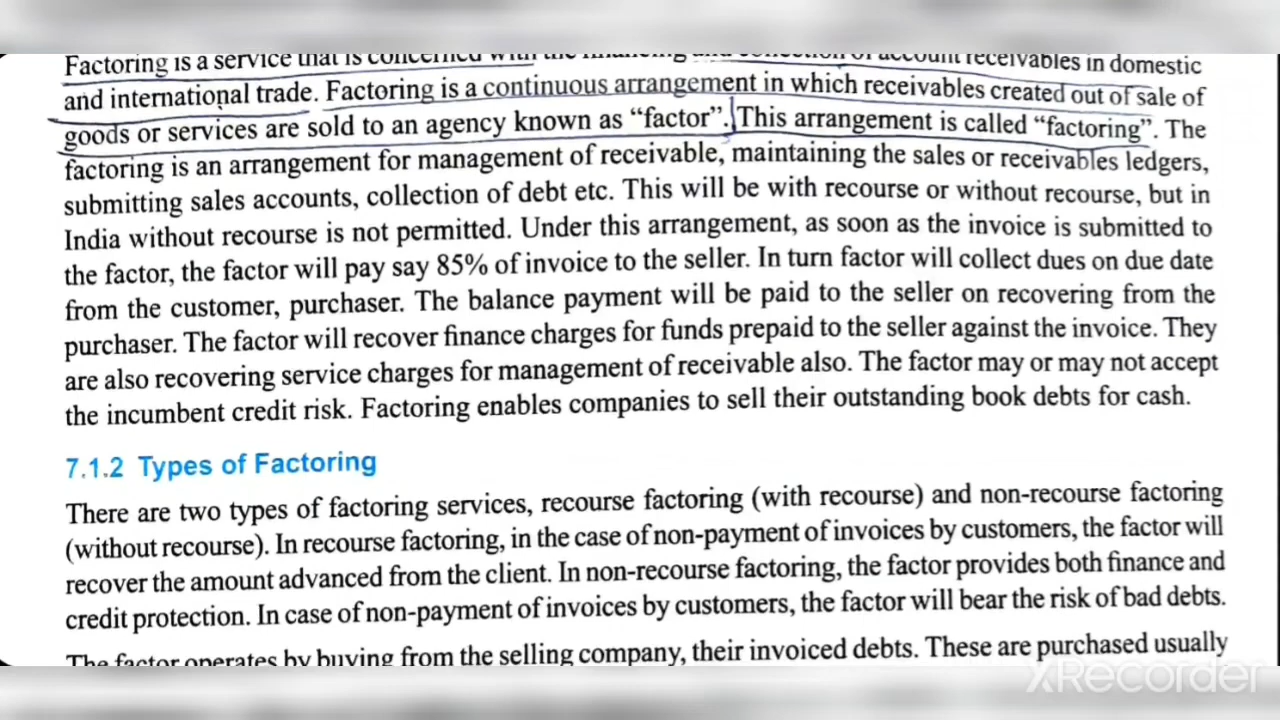 Factoring is a service that is concerned with the financing and collection of account receivables in domestic
and international trade. Factoring is a continuous arrangement in which receivables created out of sale of
goods or services are sold to an agency known as “factor”. This arrangement is called “factoring”. The
factoring is an arrangement for management of receivable, maintaining the sales or receivables ledgers,
submitting sales accounts, collection of debt etc. This will be with recourse or without recourse, but in
India without recourse is not permitted. Under this arrangement, as soon as the invoice is submitted to
the factor, the factor will pay say 85% of invoice to the seller. In turn factor will collect dues on due date
from the customer, purchaser. The balance payment will be paid to the seller on recovering from the
purchaser. The factor will recover finance charges for funds prepaid to the seller against the invoice. They
are also recovering service charges for management of receivable also. The factor may or may not accept
the incumbent credit risk. Factoring enables companies to sell their outstanding book debts for cash.
7.1.2 Types of Factoring
There are two types of factoring services, recourse factoring (with recourse) and non-recourse factoring
(without recourse). In recourse factoring, in the case of non-payment of invoices by customers, the factor will
recover the amount advanced from the client. In non-recourse factoring, the factor provides both finance and
credit protection. In case of non-payment of invoices by customers, the factor will bear the risk of bad debts.
The factor operates by buying from the selling company, their invoiced debts. These are purchased usually
XRecorder